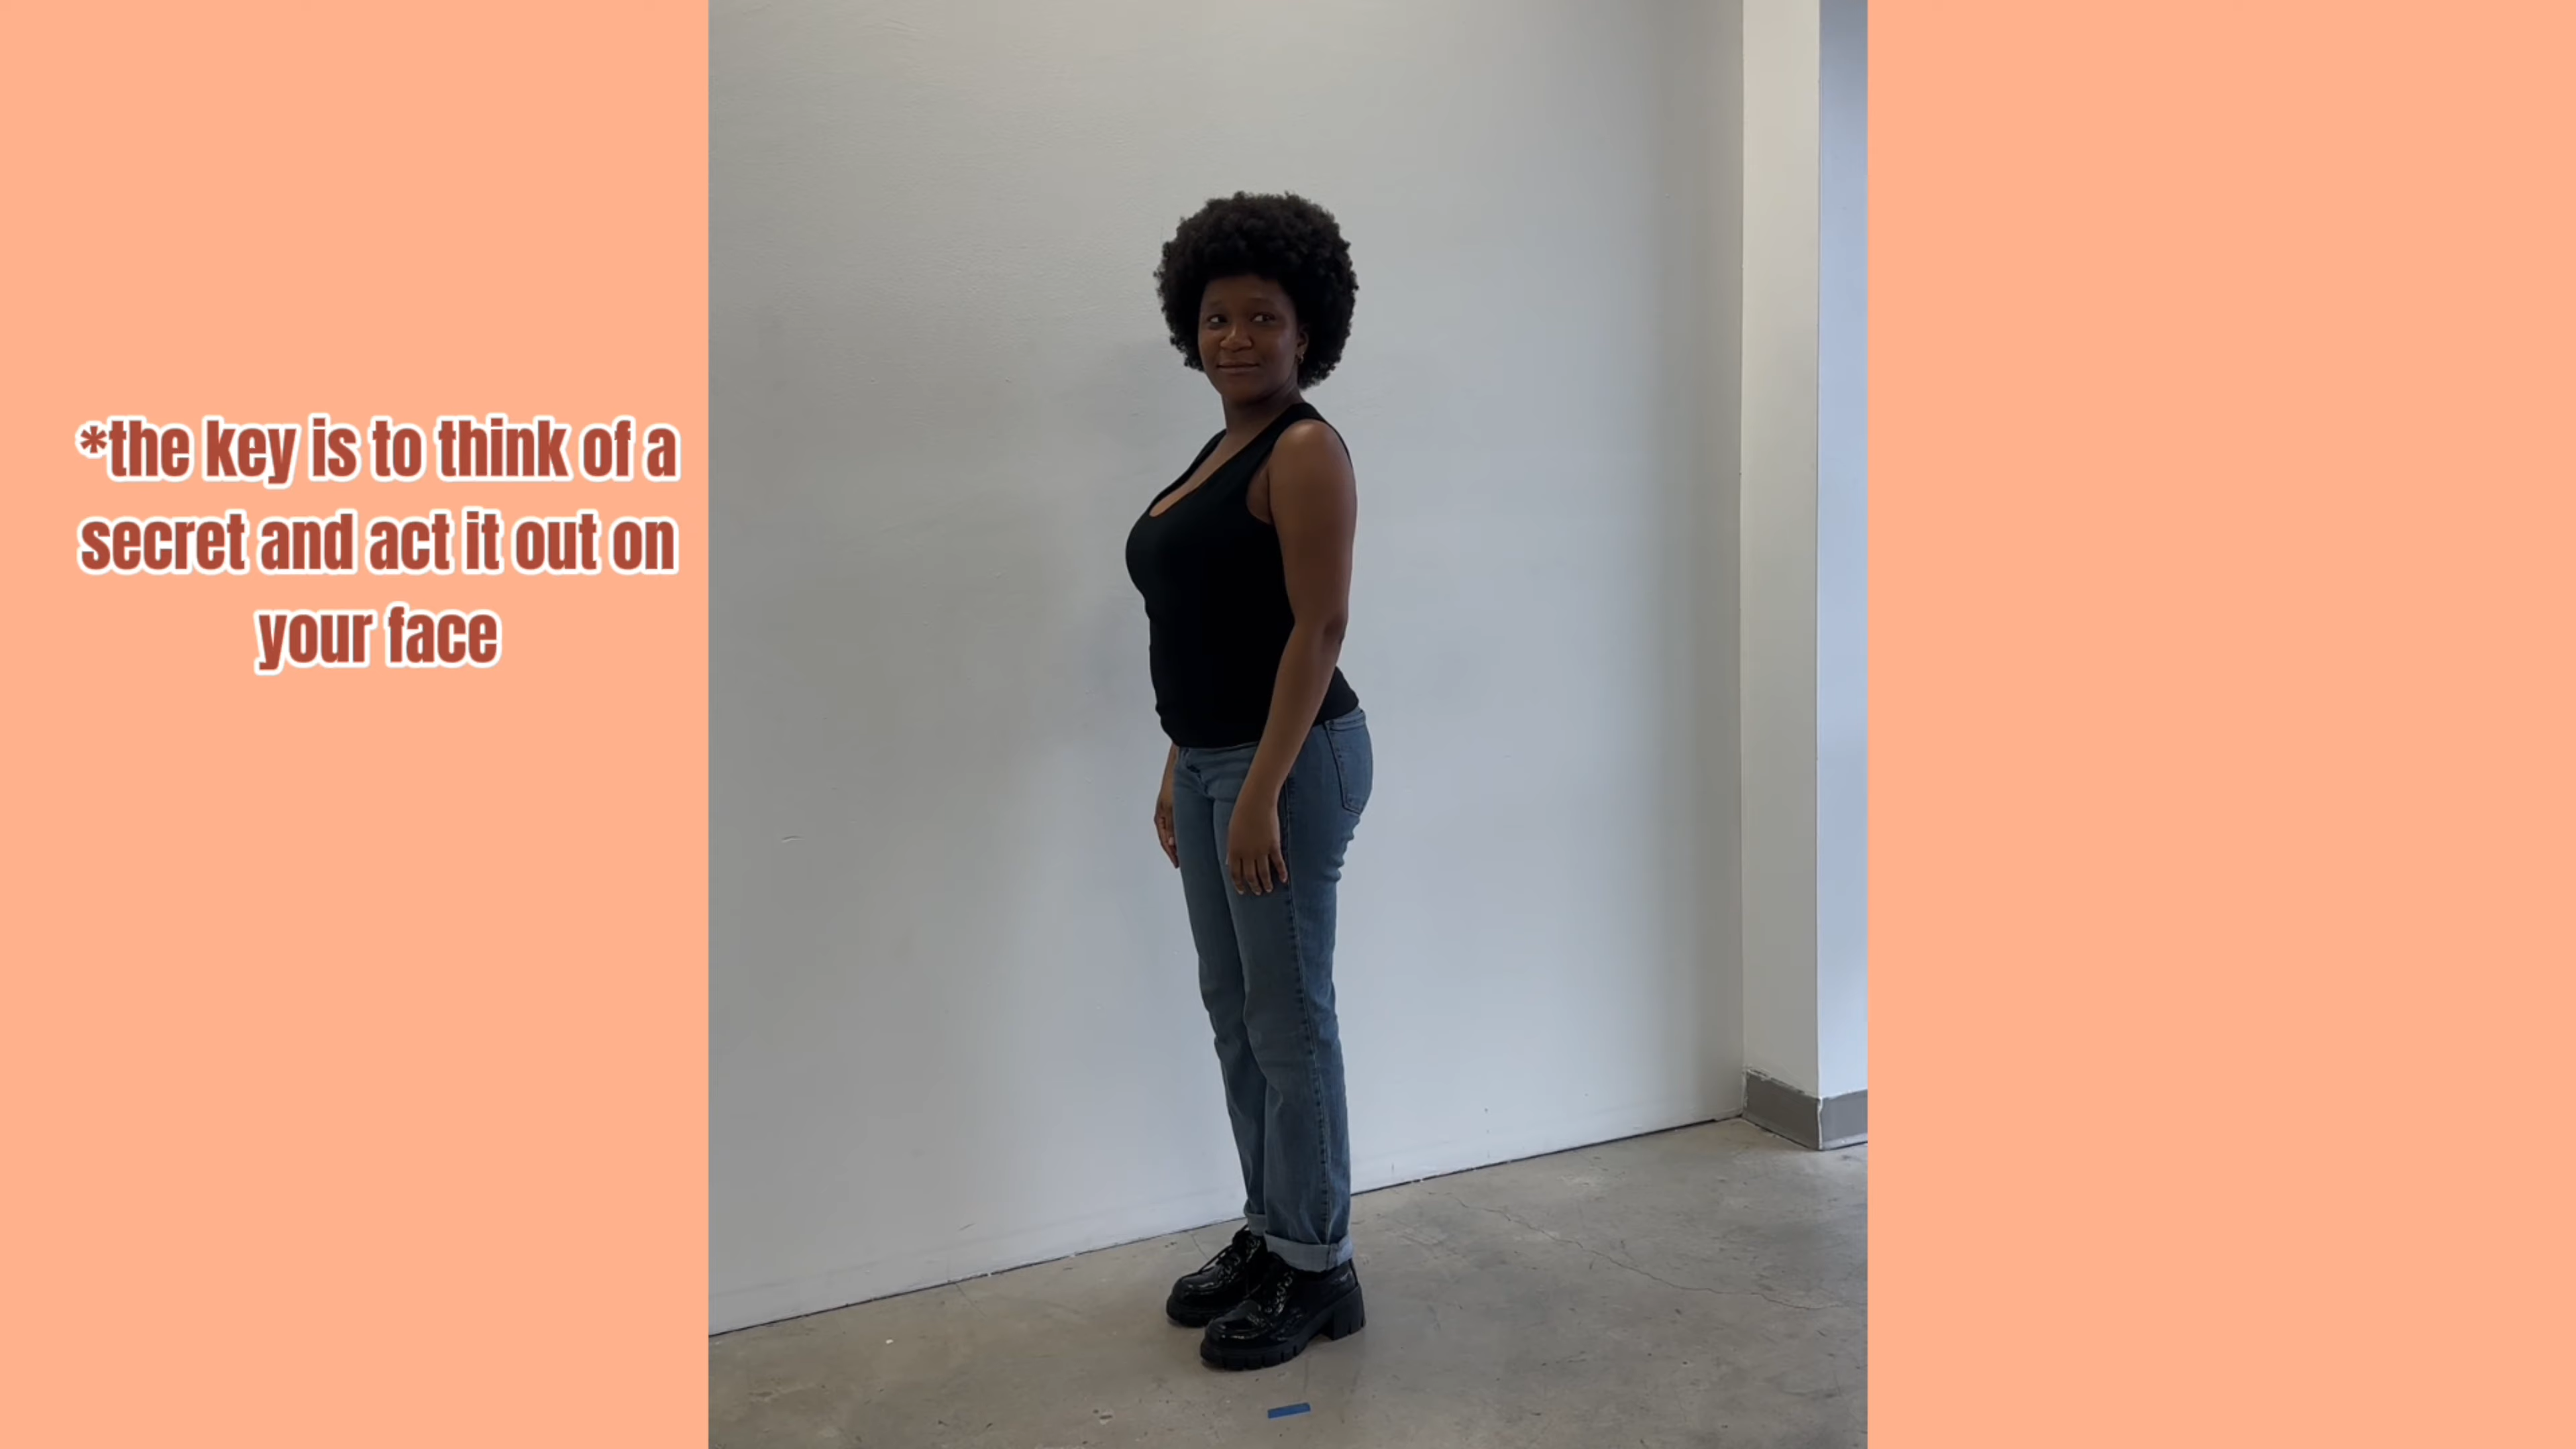 *the key is to think of a
secret and act it out on
your face